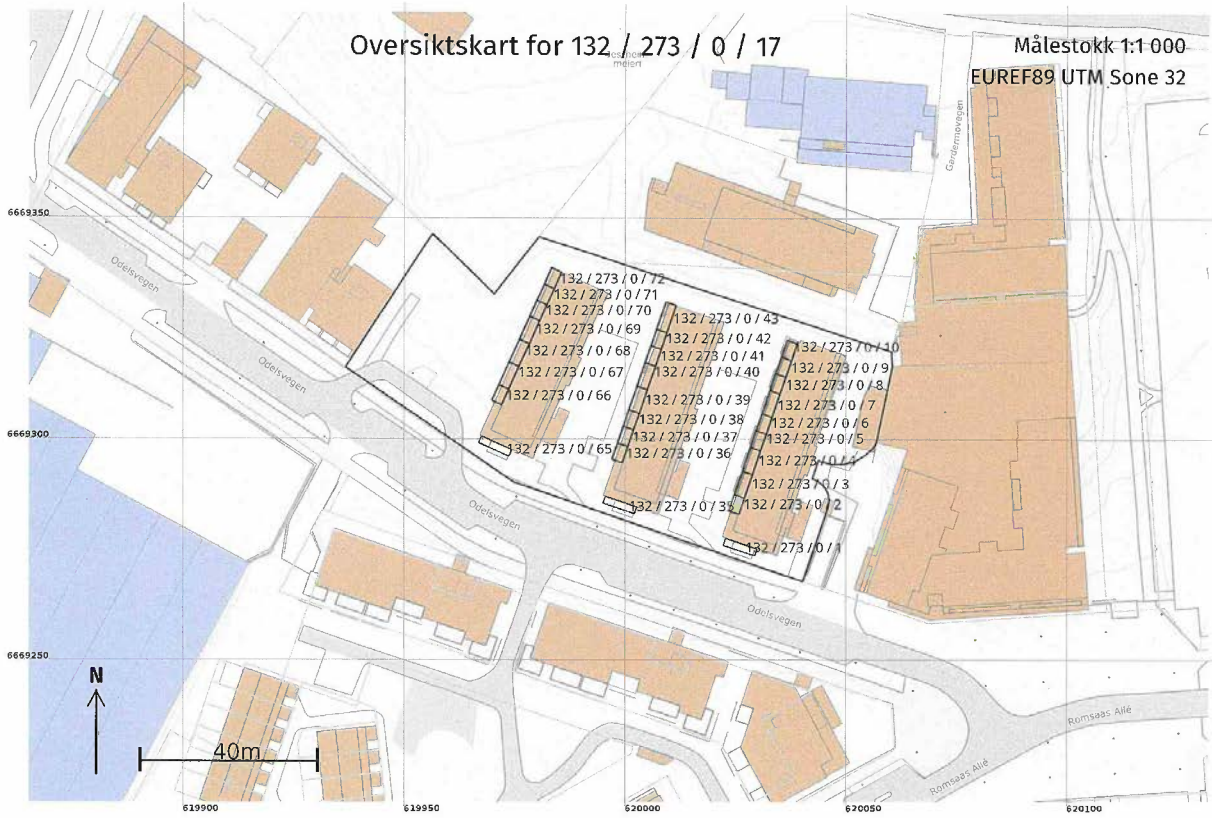 Oversiktskart for 132 / 273 / 0 / 17
Målestokk 1:1 000
EUREF89 UTM Sone 32
meieri
Gardermovegen
6669350
Odelsvegen
132 / 273 / 0 / 72
132 / 273 / 0 / 71
132 / 273 / 0 / 70
132 / 273 / 0 / 69
132 / 273 / 0 / 68
132 / 273 / 0 / 67
132 / 273 / 0 / 66
132 / 273 / 0 / 65
132 / 273 / 0 / 43
132 / 273 / 0 / 42
132 / 273 / 0 / 41
132 / 273 / 0 / 40
132 / 273 / 0 / 39
132 / 273 / 0 / 38
132 / 273 / 0 / 37
132 / 273 / 0 / 36
132 / 273 / 0 / 35
132 / 273 / 0 / 10
132 / 273 / 0 / 9
132 / 273 / 0 / 8
132 / 273 / 0 / 7
132 / 273 / 0 / 6
132 / 273 / 0 / 5
132 / 273 / 0 / 4
132 / 273 / 0 / 3
132 / 273 / 0 / 2
132 / 273 / 0 / 1
Odelsvegen
6669300
Odelsvegen
Odelsvegen
6669250
N
40m
Romsaas Allé
Romsaas Allé
619900
619950
620000
620050
620100